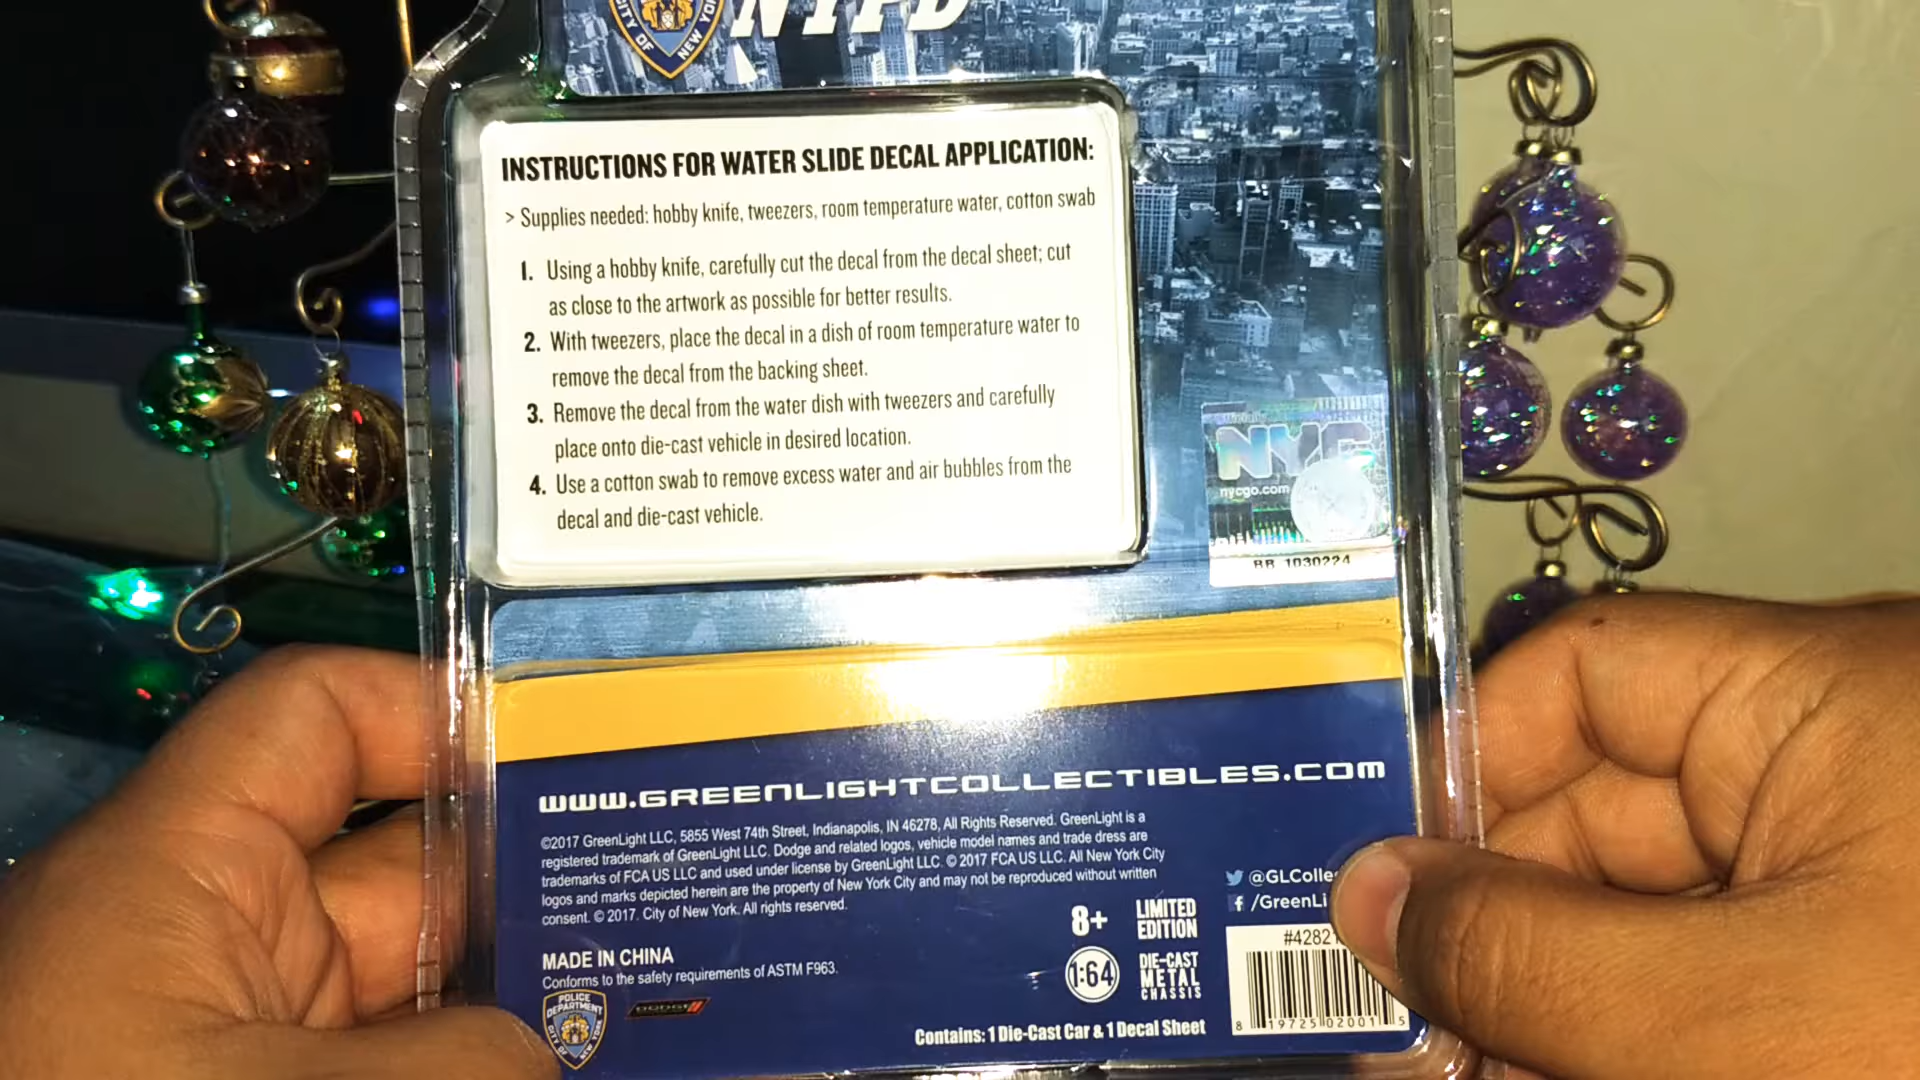 CITY OF NEW YORK
NYPD
INSTRUCTIONS FOR WATER SLIDE DECAL APPLICATION:
> Supplies needed: hobby knife, tweezers, room temperature water, cotton swab
1. Using a hobby knife, carefully cut the decal from the decal sheet; cut
as close to the artwork as possible for better results.
2. With tweezers, place the decal in a dish of room temperature water to
remove the decal from the backing sheet.
3. Remove the decal from the water dish with tweezers and carefully
place onto die-cast vehicle in desired location.
4. Use a cotton swab to remove excess water and air bubbles from the
decal and die-cast vehicle.
NYC
nycgo.com
RB 1030224
WWW.GREENLIGHTCOLLECTIBLES.COM
©2017 GreenLight LLC, 5855 West 74th Street, Indianapolis, IN 46278, All Rights Reserved. GreenLight is a
registered trademark of GreenLight LLC. Dodge and related logos, vehicle model names and trade dress are
trademarks of FCA US LLC and used under license by GreenLight LLC. © 2017 FCA US LLC. All New York City
logos and marks depicted herein are the property of New York City and may not be reproduced without written
consent. © 2017. City of New York. All rights reserved.
@GLColle
/GreenLi
8+
LIMITED
EDITION
MADE IN CHINA
Conforms to the safety requirements of ASTM F963.
1:64
DIE-CAST
METAL
CHASSIS
#4282
POLICE
DEPARTMENT
CITY OF NEW YORK
DODGE
Contains: 1 Die-Cast Car & 1 Decal Sheet
8 19725 02001 5